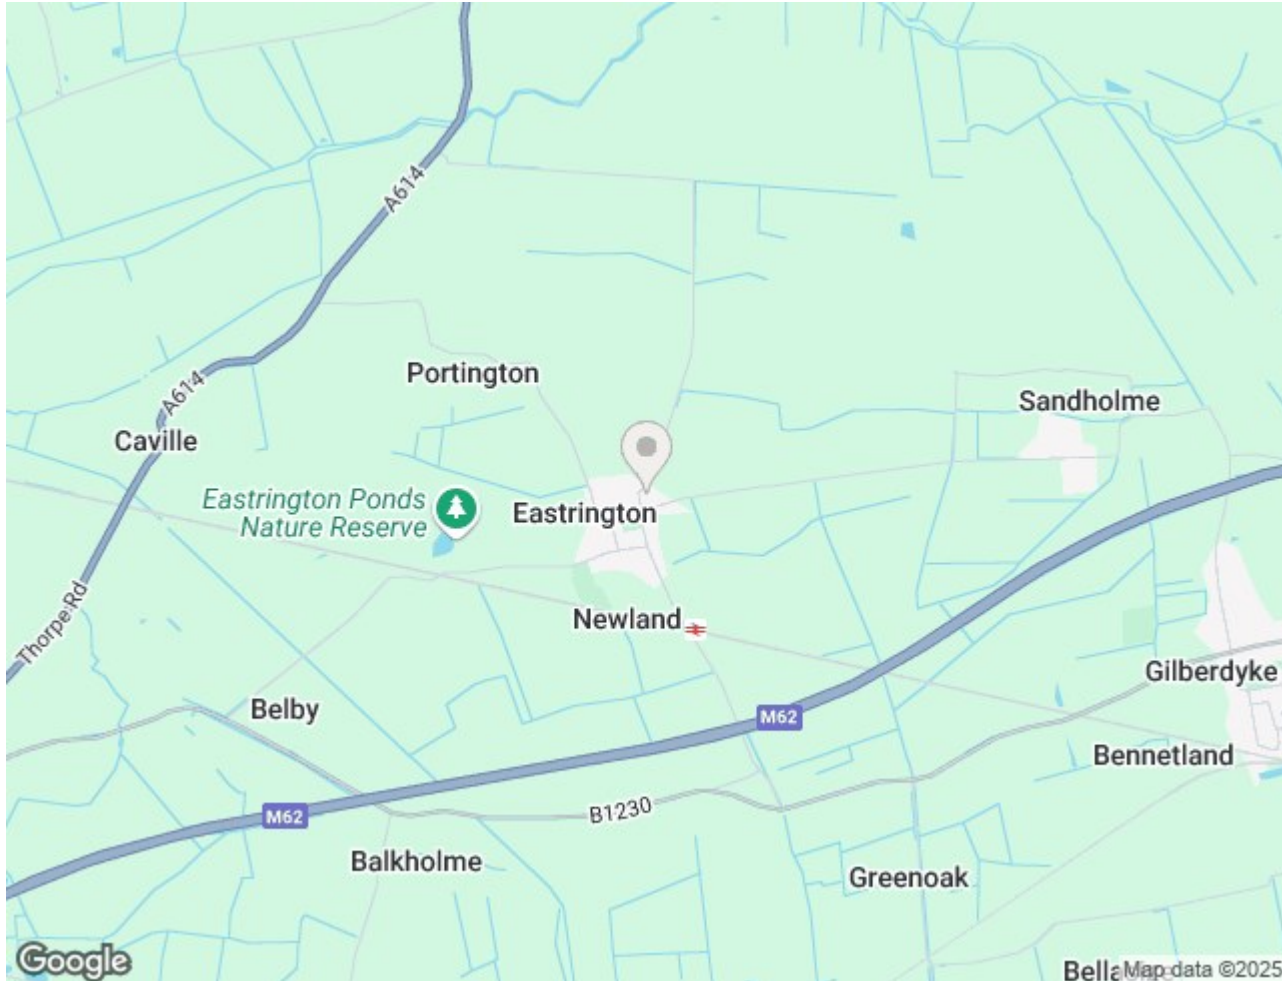 A614
Portington
Sandholme
A614
Caville
Eastrington Ponds
Nature Reserve
Eastrington
Thorpe Rd
Newland
Gilberdyke
Belby
M62
Bennetland
M62
B1230
Balkholme
Greenoak
Google
Map data ©2025